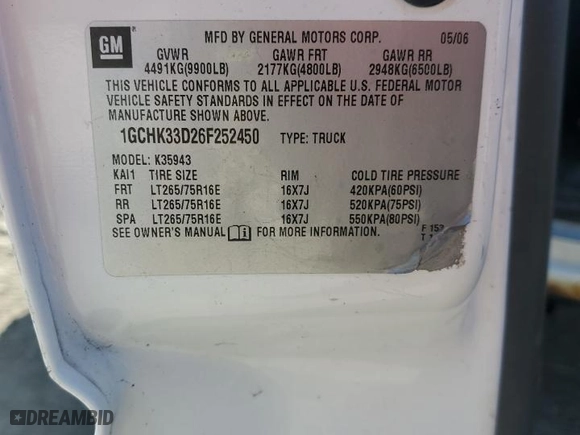 GM
MFD BY GENERAL MOTORS CORP. 05/06
GVWR GAWR FRT GAWR RR
4491KG(9900LB) 2177KG(4800LB) 2948KG(6500LB)
THIS VEHICLE CONFORMS TO ALL APPLICABLE U.S. FEDERAL MOTOR
VEHICLE SAFETY STANDARDS IN EFFECT ON THE DATE OF
MANUFACTURE SHOWN ABOVE.
1GCHK33D26F252450 TYPE: TRUCK
MODEL: K35943
KAI1 TIRE SIZE RIM COLD TIRE PRESSURE
FRT LT265/75R16E 16X7J 420KPA(60PSI)
RR LT265/75R16E 16X7J 520KPA(75PSI)
SPA LT265/75R16E 16X7J 550KPA(80PSI)
SEE OWNER'S MANUAL FOR MORE INFORMATION.
F 153
T
DREAMBID